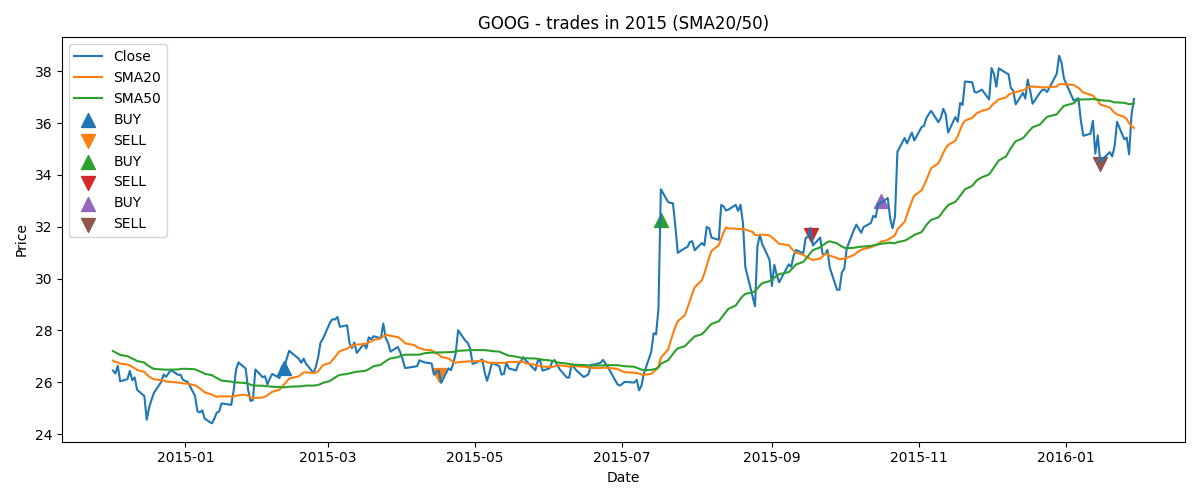 GOOG - trades in 2015 (SMA20/50)
Close
SMA20
SMA50
BUY
SELL
BUY
SELL
BUY
SELL
Price
38
36
34
32
30
28
26
24
2015-01
2015-03
2015-05
2015-07
2015-09
2015-11
2016-01
Date